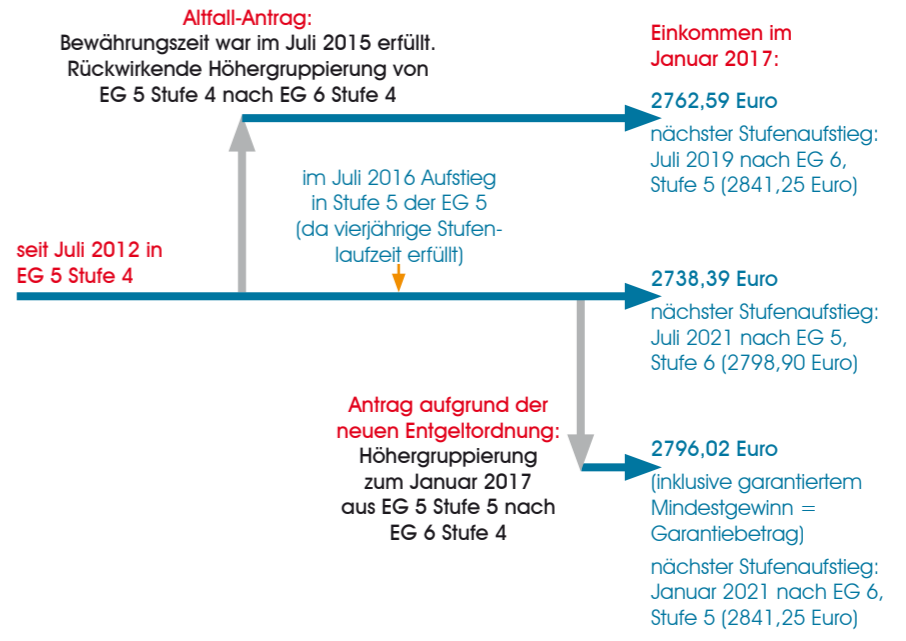 Altfall-Antrag:
Bewährungszeit war im Juli 2015 erfüllt.
Rückwirkende Höhergruppierung von
EG 5 Stufe 4 nach EG 6 Stufe 4
Einkommen im
Januar 2017:
2762,59 Euro
nächster Stufenaufstieg:
Juli 2019 nach EG 6,
Stufe 5 (2841,25 Euro)
im Juli 2016 Aufstieg
in Stufe 5 der EG 5
(da vierjährige Stufen-
laufzeit erfüllt)
seit Juli 2012 in
EG 5 Stufe 4
2738,39 Euro
nächster Stufenaufstieg:
Juli 2021 nach EG 5,
Stufe 6 (2798,90 Euro)
Antrag aufgrund der
neuen Entgeltordnung:
Höhergruppierung
zum Januar 2017
aus EG 5 Stufe 5 nach
EG 6 Stufe 4
2796,02 Euro
(inklusive garantiertem
Mindestgewinn =
Garantiebetrag)
nächster Stufenaufstieg:
Januar 2021 nach EG 6,
Stufe 5 (2841,25 Euro)